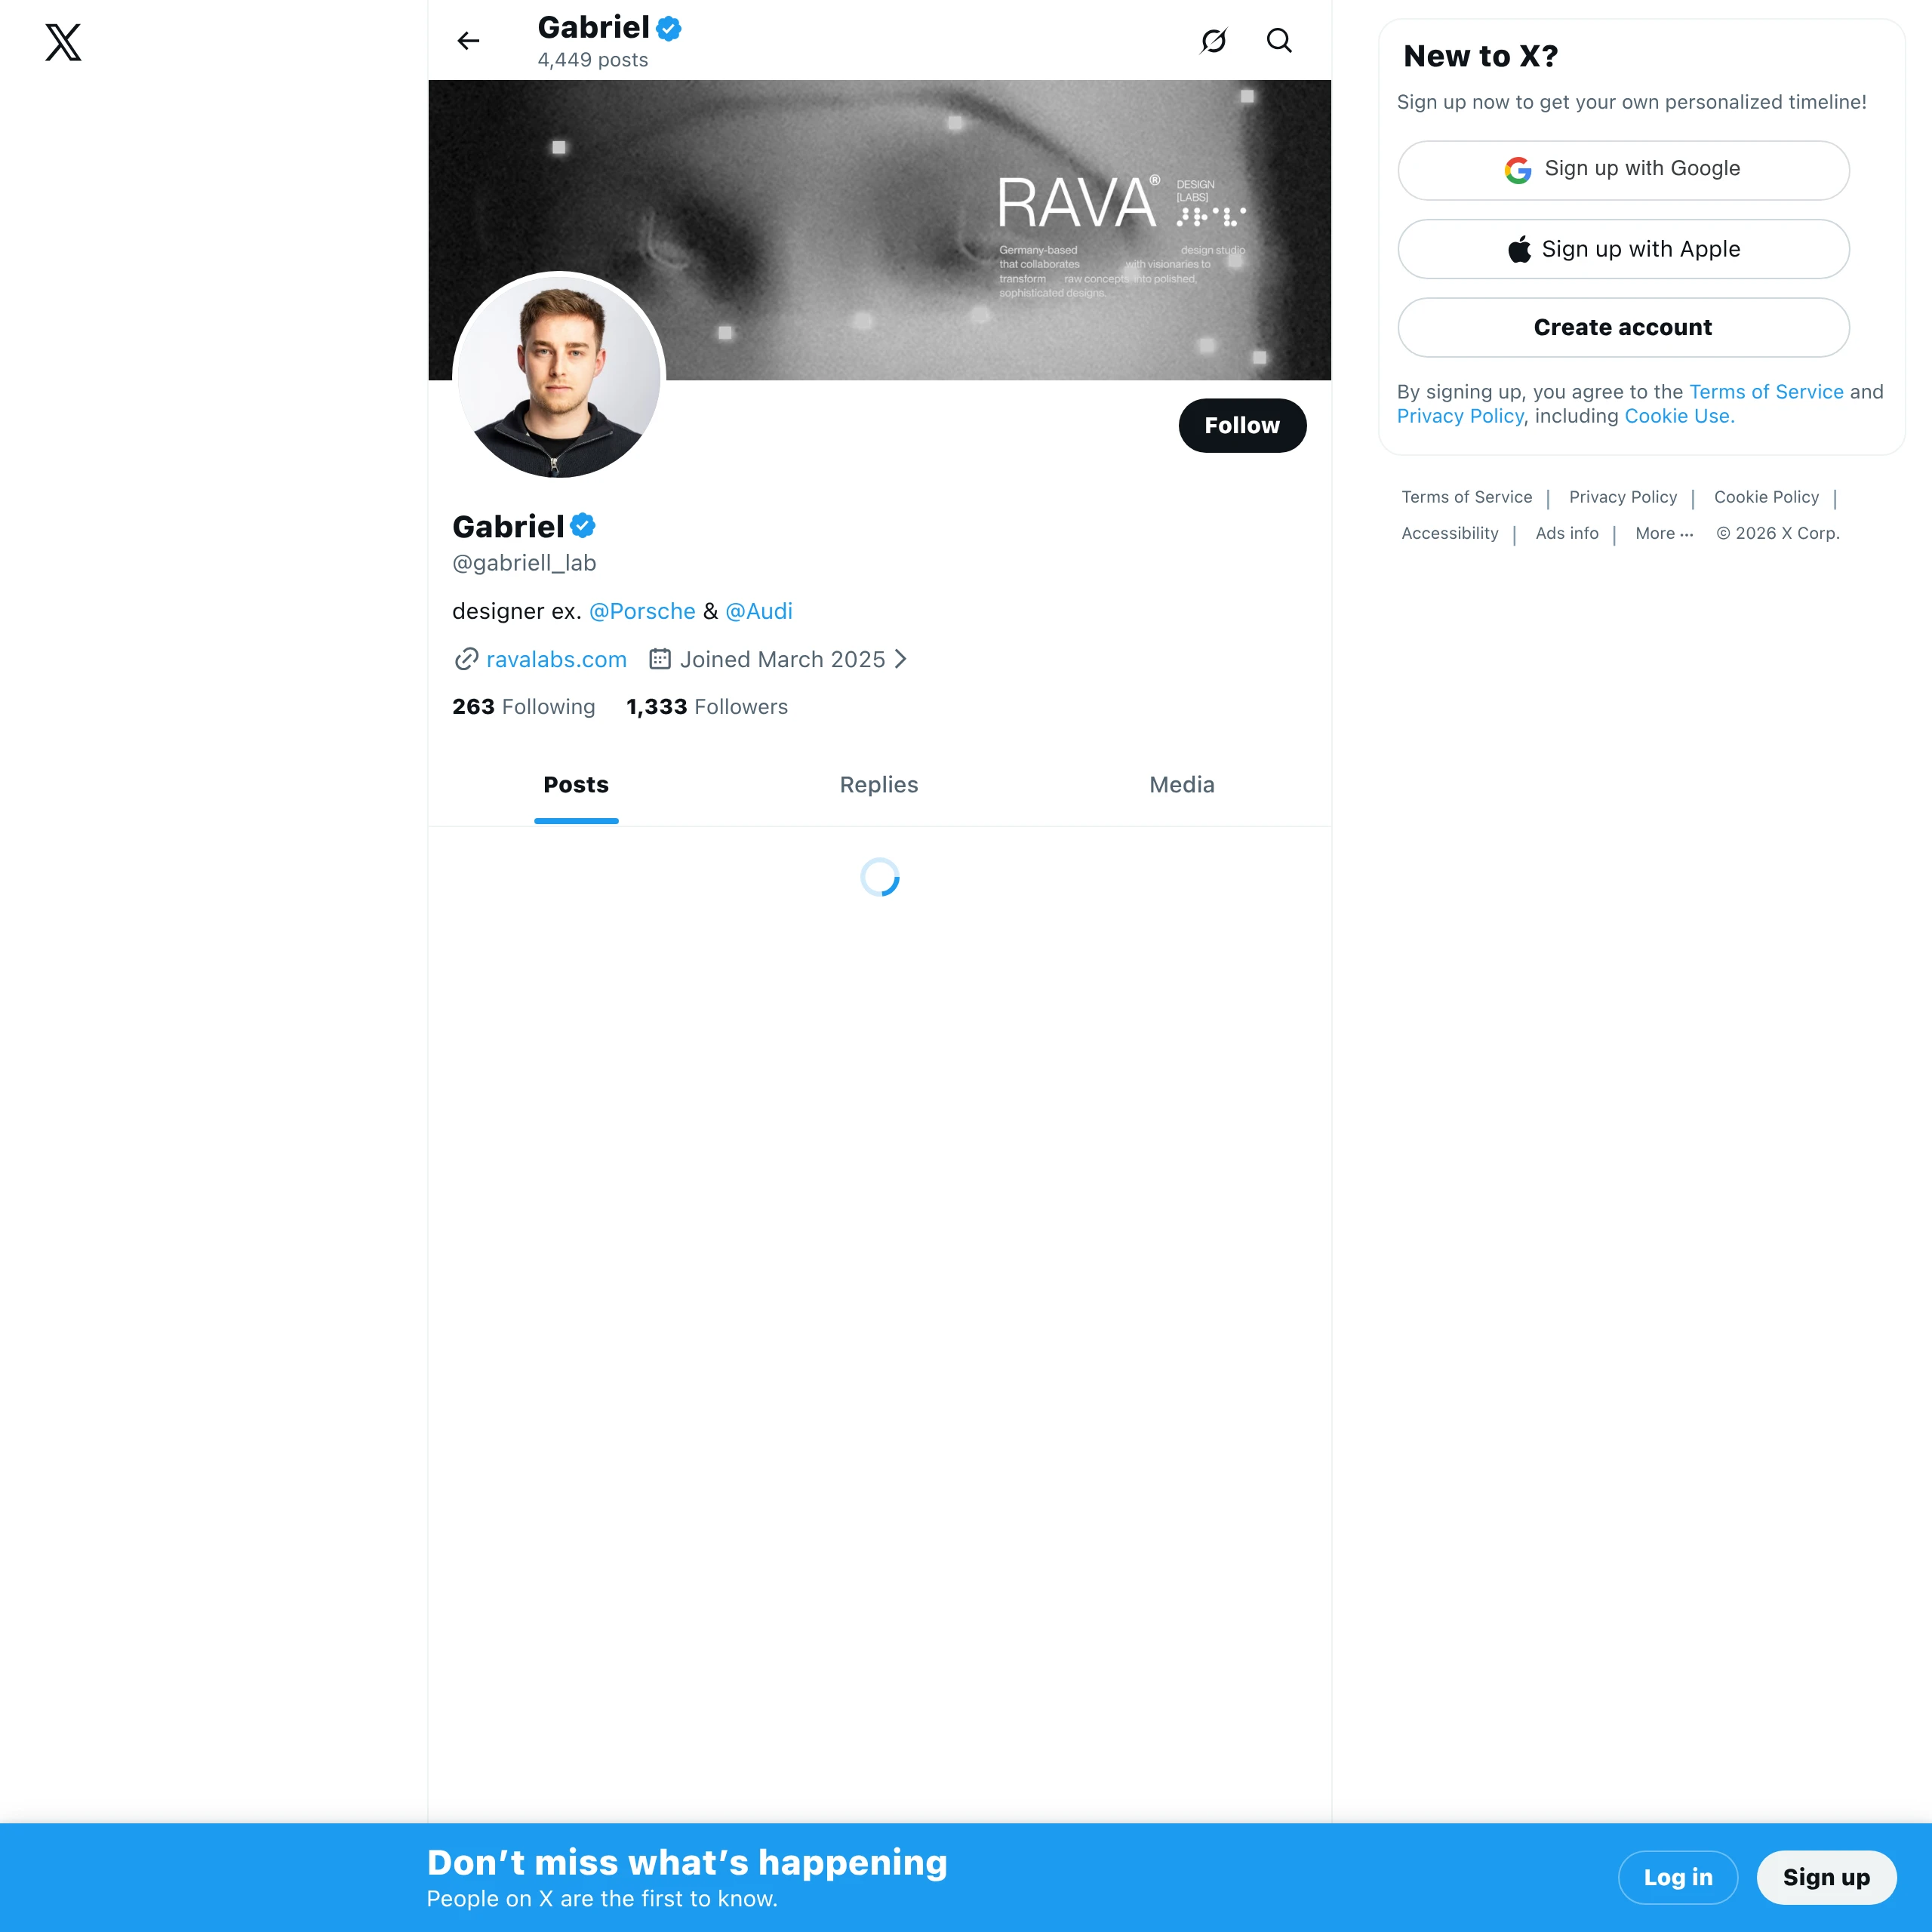 Gabriel
4,449 posts
RAVA®
DESIGN
[LABS]
Germany-based design studio
that collaborates with visionaries to
transform raw concepts into polished,
sophisticated designs.
Follow
Gabriel
@gabriell_lab
designer ex. @Porsche & @Audi
ravalabs.com Joined March 2025
263 Following 1,333 Followers
Posts Replies Media
New to X?
Sign up now to get your own personalized timeline!
Sign up with Google
Sign up with Apple
Create account
By signing up, you agree to the Terms of Service and
Privacy Policy, including Cookie Use.
Terms of Service | Privacy Policy | Cookie Policy |
Accessibility | Ads info | More ··· © 2026 X Corp.
Don’t miss what’s happening
People on X are the first to know.
Log in
Sign up